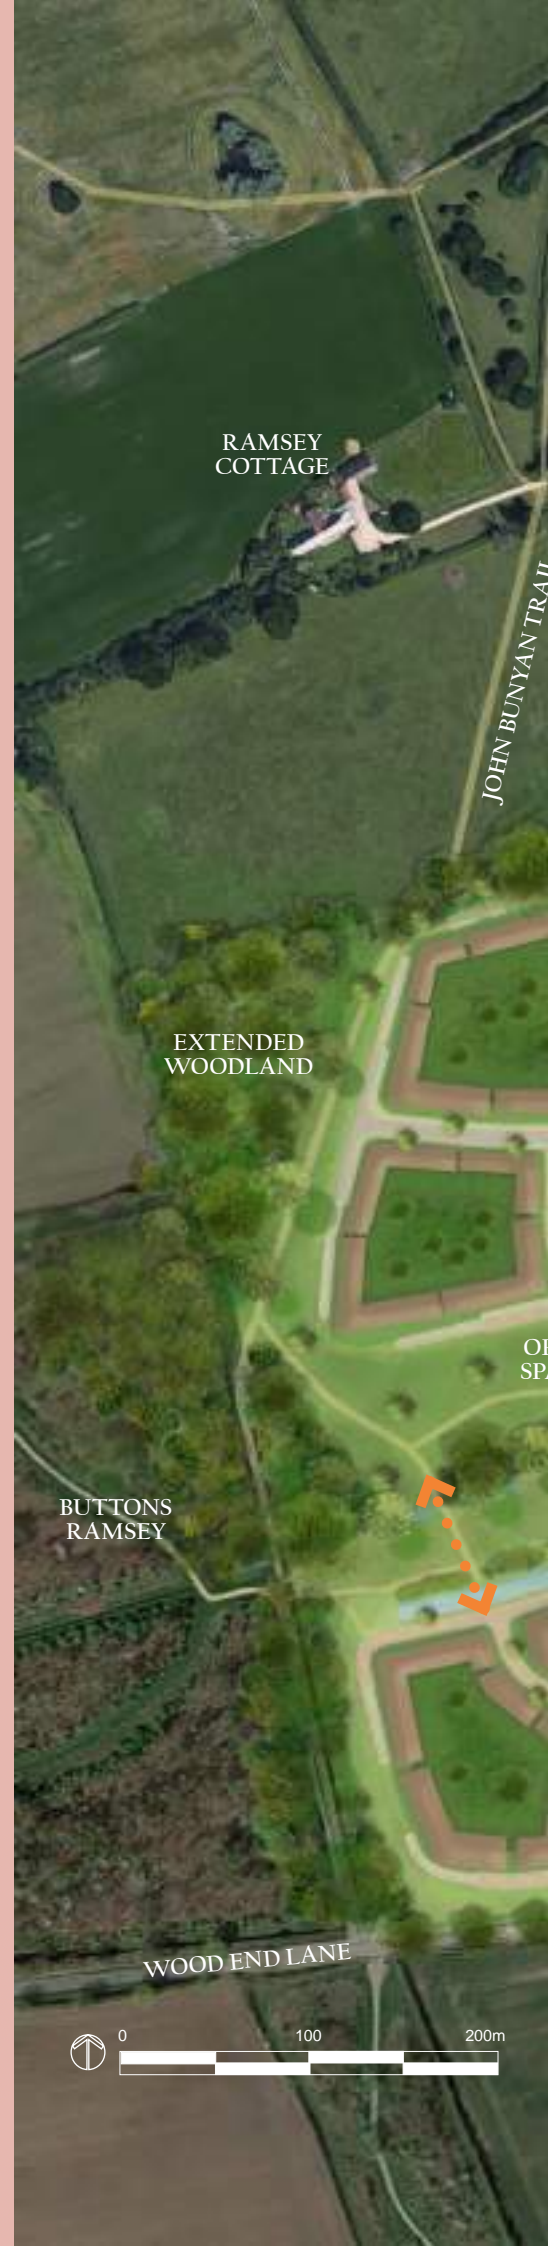 RAMSEY
COTTAGE
JOHN BUNYAN TRAIL
EXTENDED
WOODLAND
BUTTONS
RAMSEY
WOOD END LANE
0 100 200m